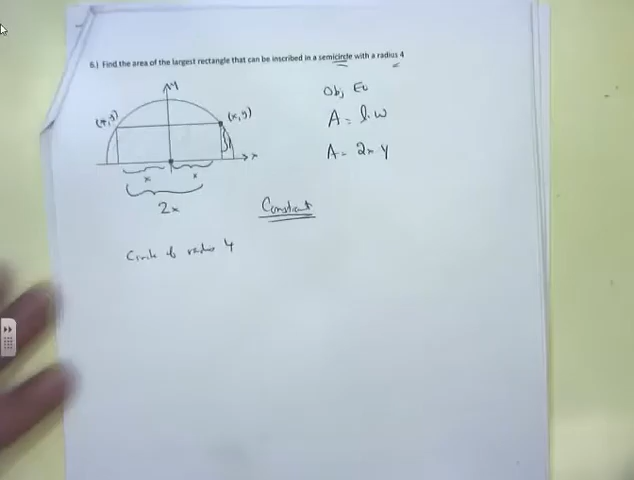 6.) Find the area of the largest rectangle that can be inscribed in a semicircle with a radius 4
y
(x,y)
(x,y)
y
x
x x
2x
Obj Eq
A = l·w
A = 2x y
Constraint
Circle of radius 4